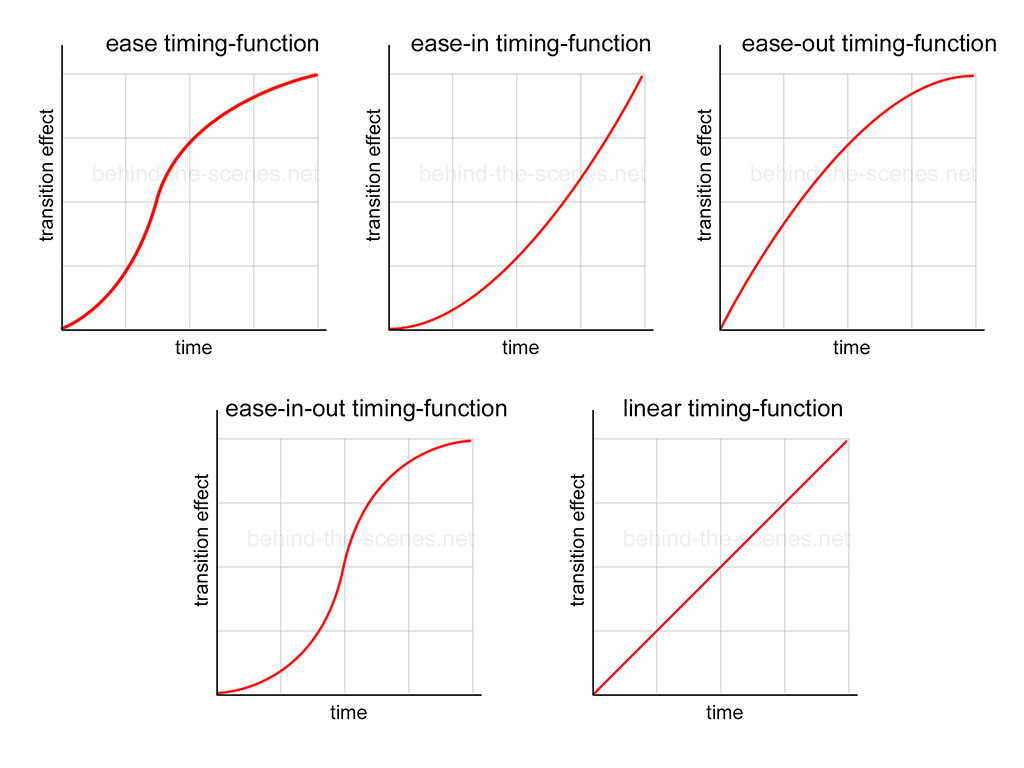 ease timing-function
transition effect
behind-the-scenes.net
time
ease-in timing-function
transition effect
behind-the-scenes.net
time
ease-out timing-function
transition effect
behind-the-scenes.net
time
ease-in-out timing-function
transition effect
behind-the-scenes.net
time
linear timing-function
transition effect
behind-the-scenes.net
time